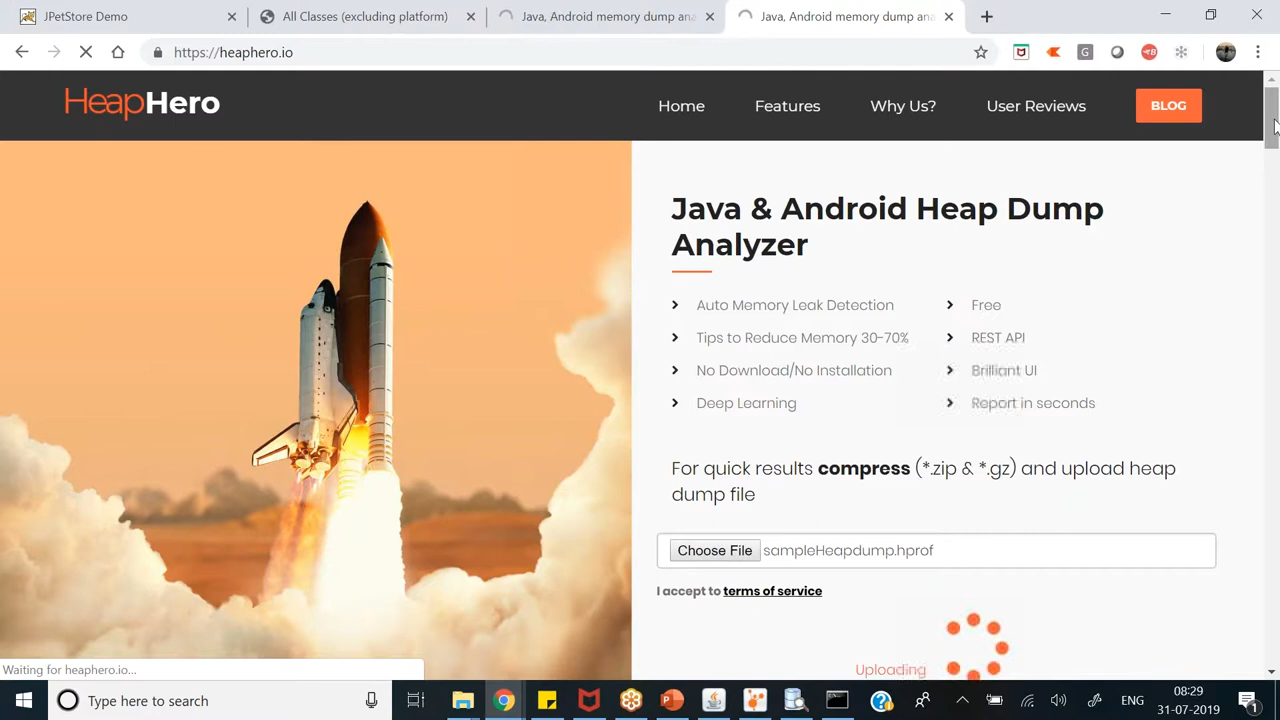 JPetStore Demo
All Classes (excluding platform)
Java, Android memory dump ana
Java, Android memory dump ana
https://heaphero.io
HeapHero
Home
Features
Why Us?
User Reviews
BLOG
Java & Android Heap Dump
Analyzer
Auto Memory Leak Detection
Free
Tips to Reduce Memory 30-70%
REST API
No Download/No Installation
Brilliant UI
Deep Learning
Report in seconds
For quick results compress (*.zip & *.gz) and upload heap
dump file
Choose File sampleHeapdump.hprof
I accept to terms of service
Uploading
Waiting for heaphero.io...
Type here to search
ENG
08:29
31-07-2019
1